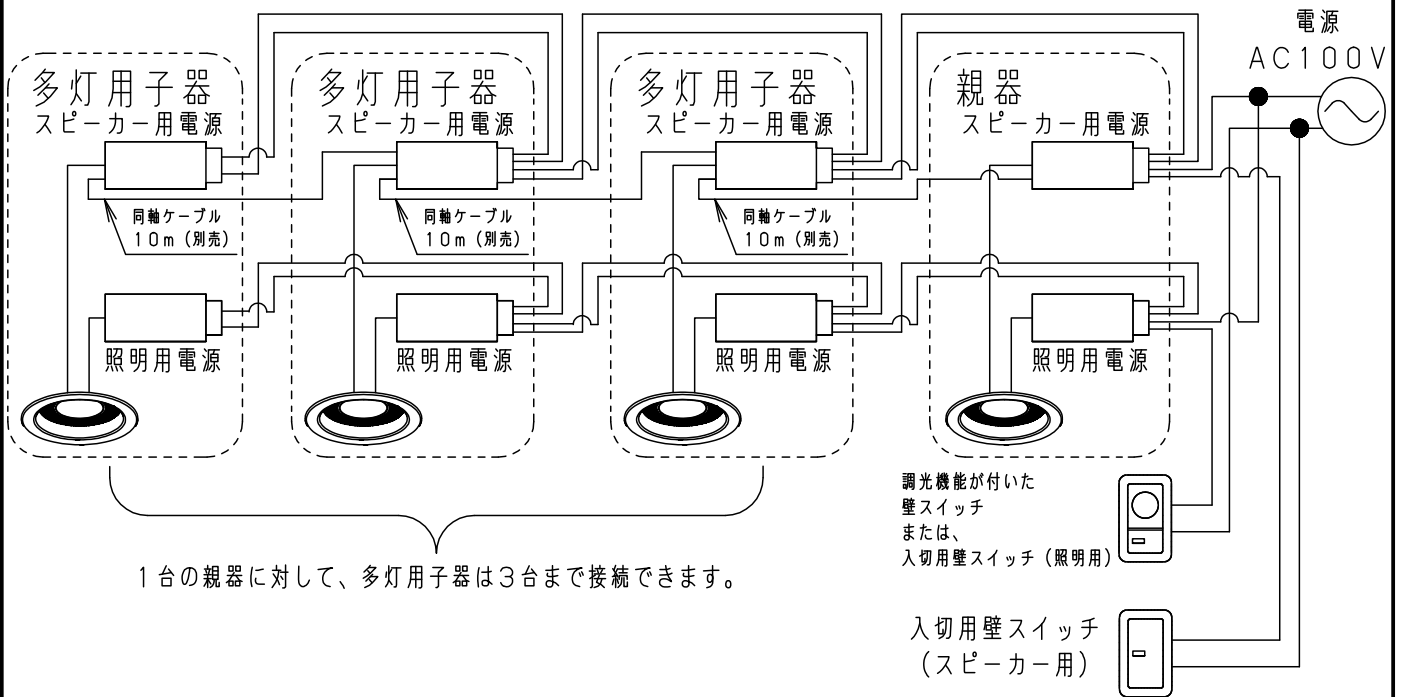 電源
AC100V
多灯用子器
スピーカー用電源
多灯用子器
スピーカー用電源
多灯用子器
スピーカー用電源
親器
スピーカー用電源
同軸ケーブル
10m(別売)
同軸ケーブル
10m(別売)
同軸ケーブル
10m(別売)
照明用電源
照明用電源
照明用電源
照明用電源
1台の親器に対して、多灯用子器は3台まで接続できます。
調光機能が付いた
壁スイッチ
または、
入切用壁スイッチ(照明用)
入切用壁スイッチ
(スピーカー用)